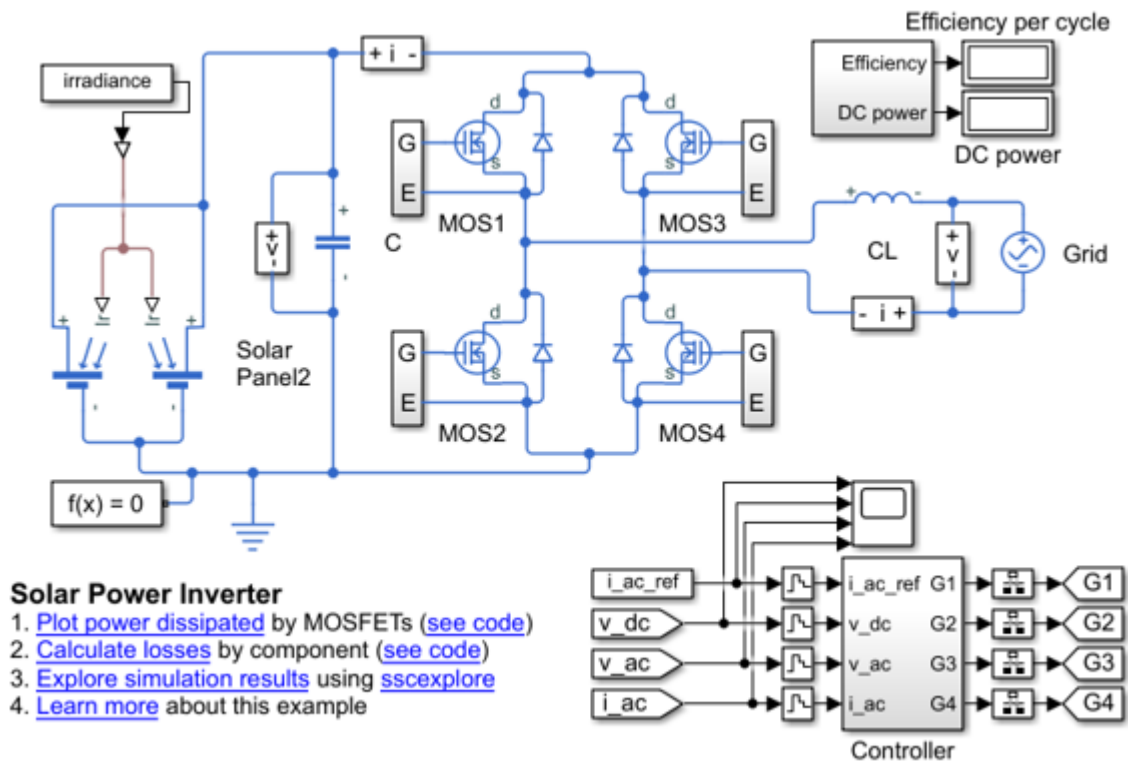 Efficiency per cycle
irradiance
+ i -
Efficiency
DC power
DC power
d
d
G
G
s
s
E
E
MOS1
MOS3
+
-
+ v -
+
-
C
+ v -
CL
Grid
- i +
Ir
Ir
+
+
-
-
Solar
Panel2
d
d
G
G
s
s
E
E
MOS2
MOS4
f(x) = 0
Solar Power Inverter
1. Plot power dissipated by MOSFETs (see code)
2. Calculate losses by component (see code)
3. Explore simulation results using sscexplore
4. Learn more about this example
i_ac_ref
i_ac_ref
G1
G1
v_dc
v_dc
G2
G2
v_ac
v_ac
G3
G3
i_ac
i_ac
G4
G4
Controller